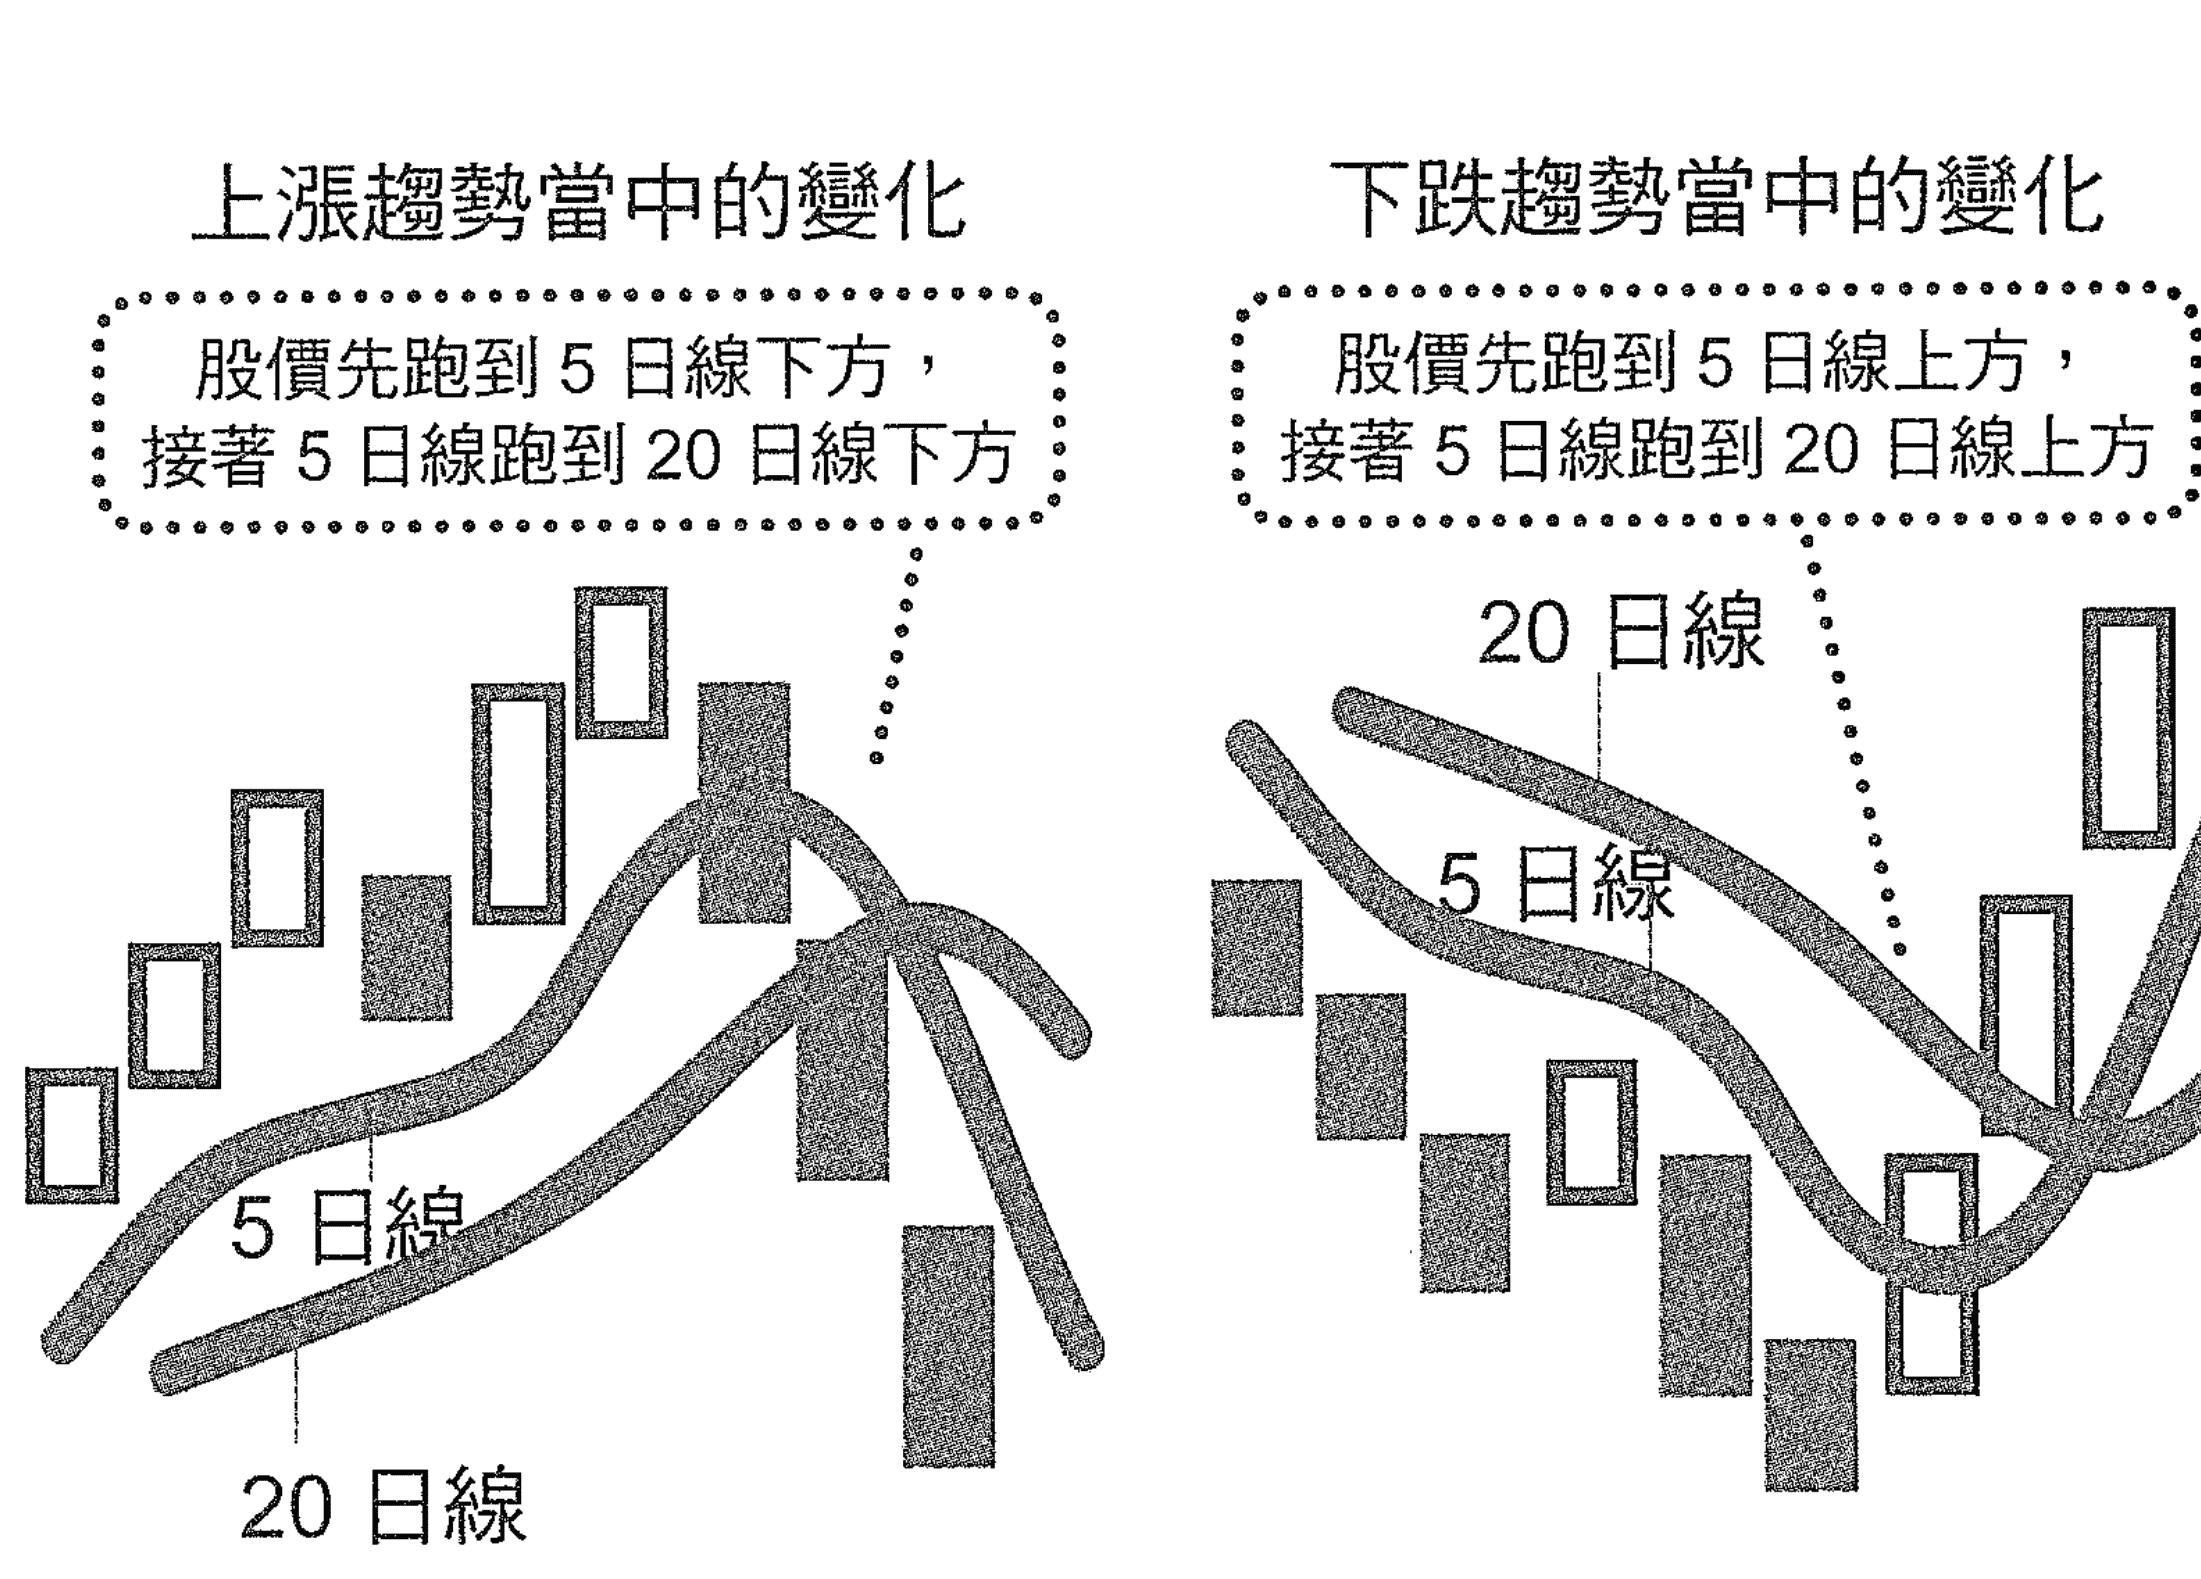 上漲趨勢當中的變化
股價先跑到 5 日線下方，
接著 5 日線跑到 20 日線下方
5 日線
20 日線
下跌趨勢當中的變化
股價先跑到 5 日線上方，
接著 5 日線跑到 20 日線上方
20 日線
5 日線